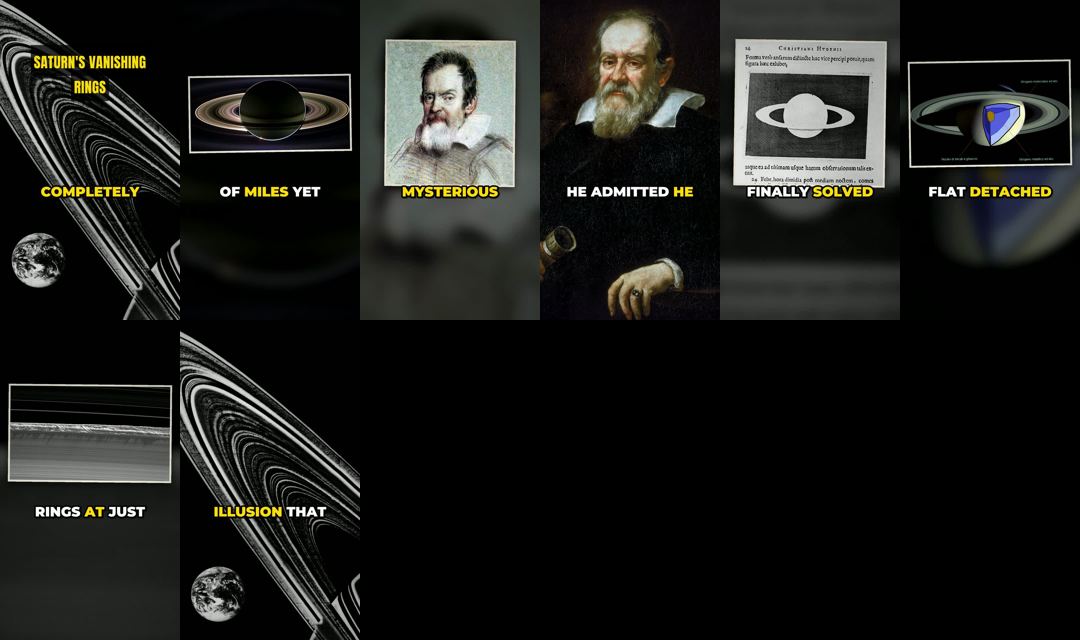 SATURN'S VANISHING
RINGS
COMPLETELY
OF MILES YET
MYSTERIOUS
HE ADMITTED HE
24 CHRISTIANI HUGENII
FINALLY SOLVED
FLAT DETACHED
RINGS AT JUST
ILLUSION THAT